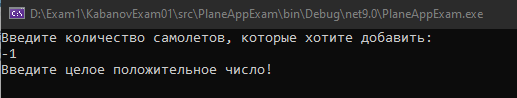 D:\Exam1\KabanovExam01\src\PlaneAppExam\bin\Debug\net9.0\PlaneAppExam.exe
Введите количество самолетов, которые хотите добавить:
-1
Введите целое положительное число!